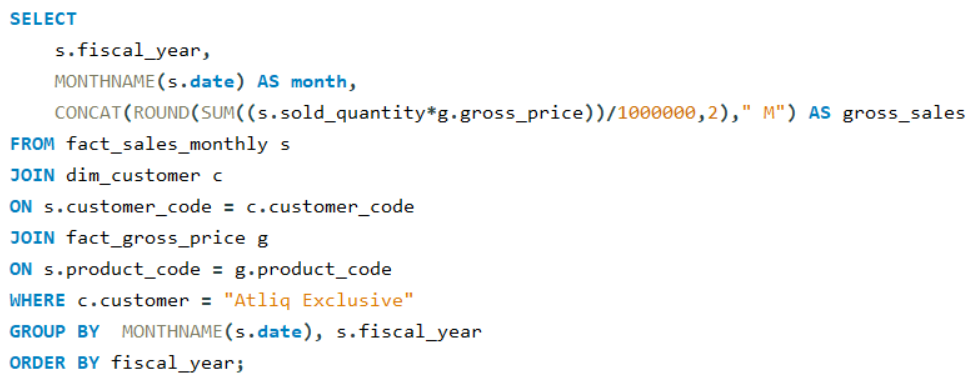 SELECT
    s.fiscal_year,
    MONTHNAME(s.date) AS month,
    CONCAT(ROUND(SUM((s.sold_quantity*g.gross_price))/1000000,2)," M") AS gross_sales
FROM fact_sales_monthly s
JOIN dim_customer c
ON s.customer_code = c.customer_code
JOIN fact_gross_price g
ON s.product_code = g.product_code
WHERE c.customer = "Atliq Exclusive"
GROUP BY  MONTHNAME(s.date), s.fiscal_year
ORDER BY fiscal_year;